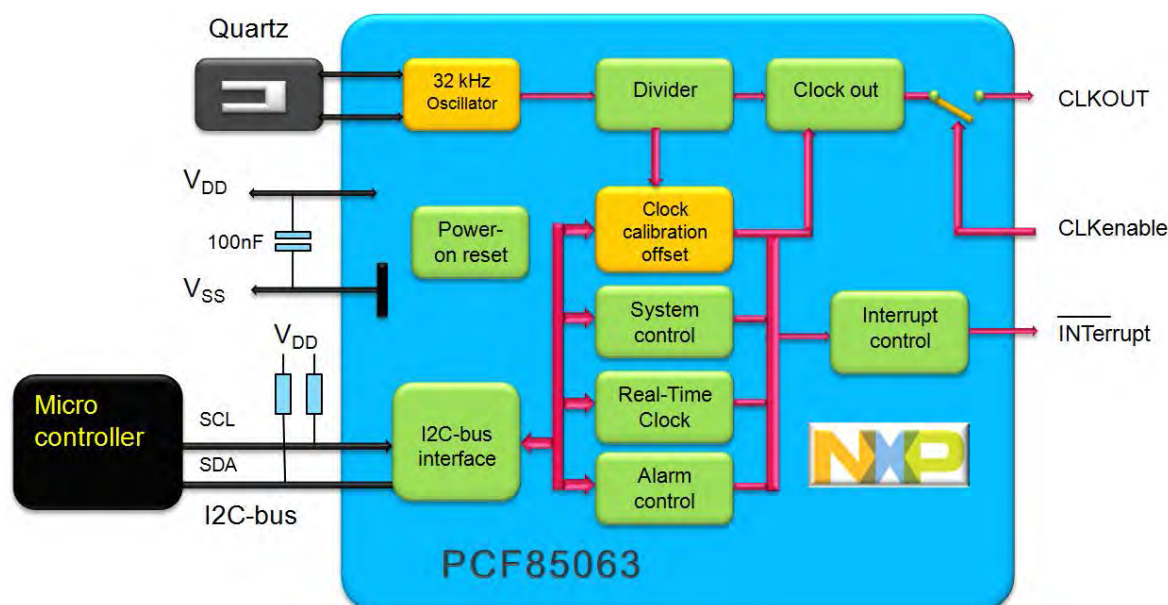 Quartz
32 kHz
Oscillator
Divider
Clock out
CLKOUT
VDD
100nF
VSS
Power-
on reset
Clock
calibration
offset
CLKenable
System
control
Interrupt
control
INTerrupt
VDD
Micro
controller
SCL
SDA
I2C-bus
I2C-bus
interface
Real-Time
Clock
Alarm
control
NXP
PCF85063